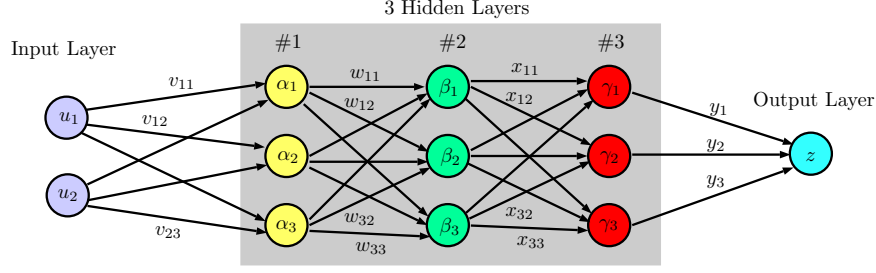 3 Hidden Layers
Input Layer
#1
#2
#3
Output Layer
v₁₁
v₁₂
v₂₃
u₁
u₂
α₁
α₂
α₃
w₁₁
w₁₂
w₃₂
w₃₃
β₁
β₂
β₃
x₁₁
x₁₂
x₃₂
x₃₃
γ₁
γ₂
γ₃
y₁
y₂
y₃
z